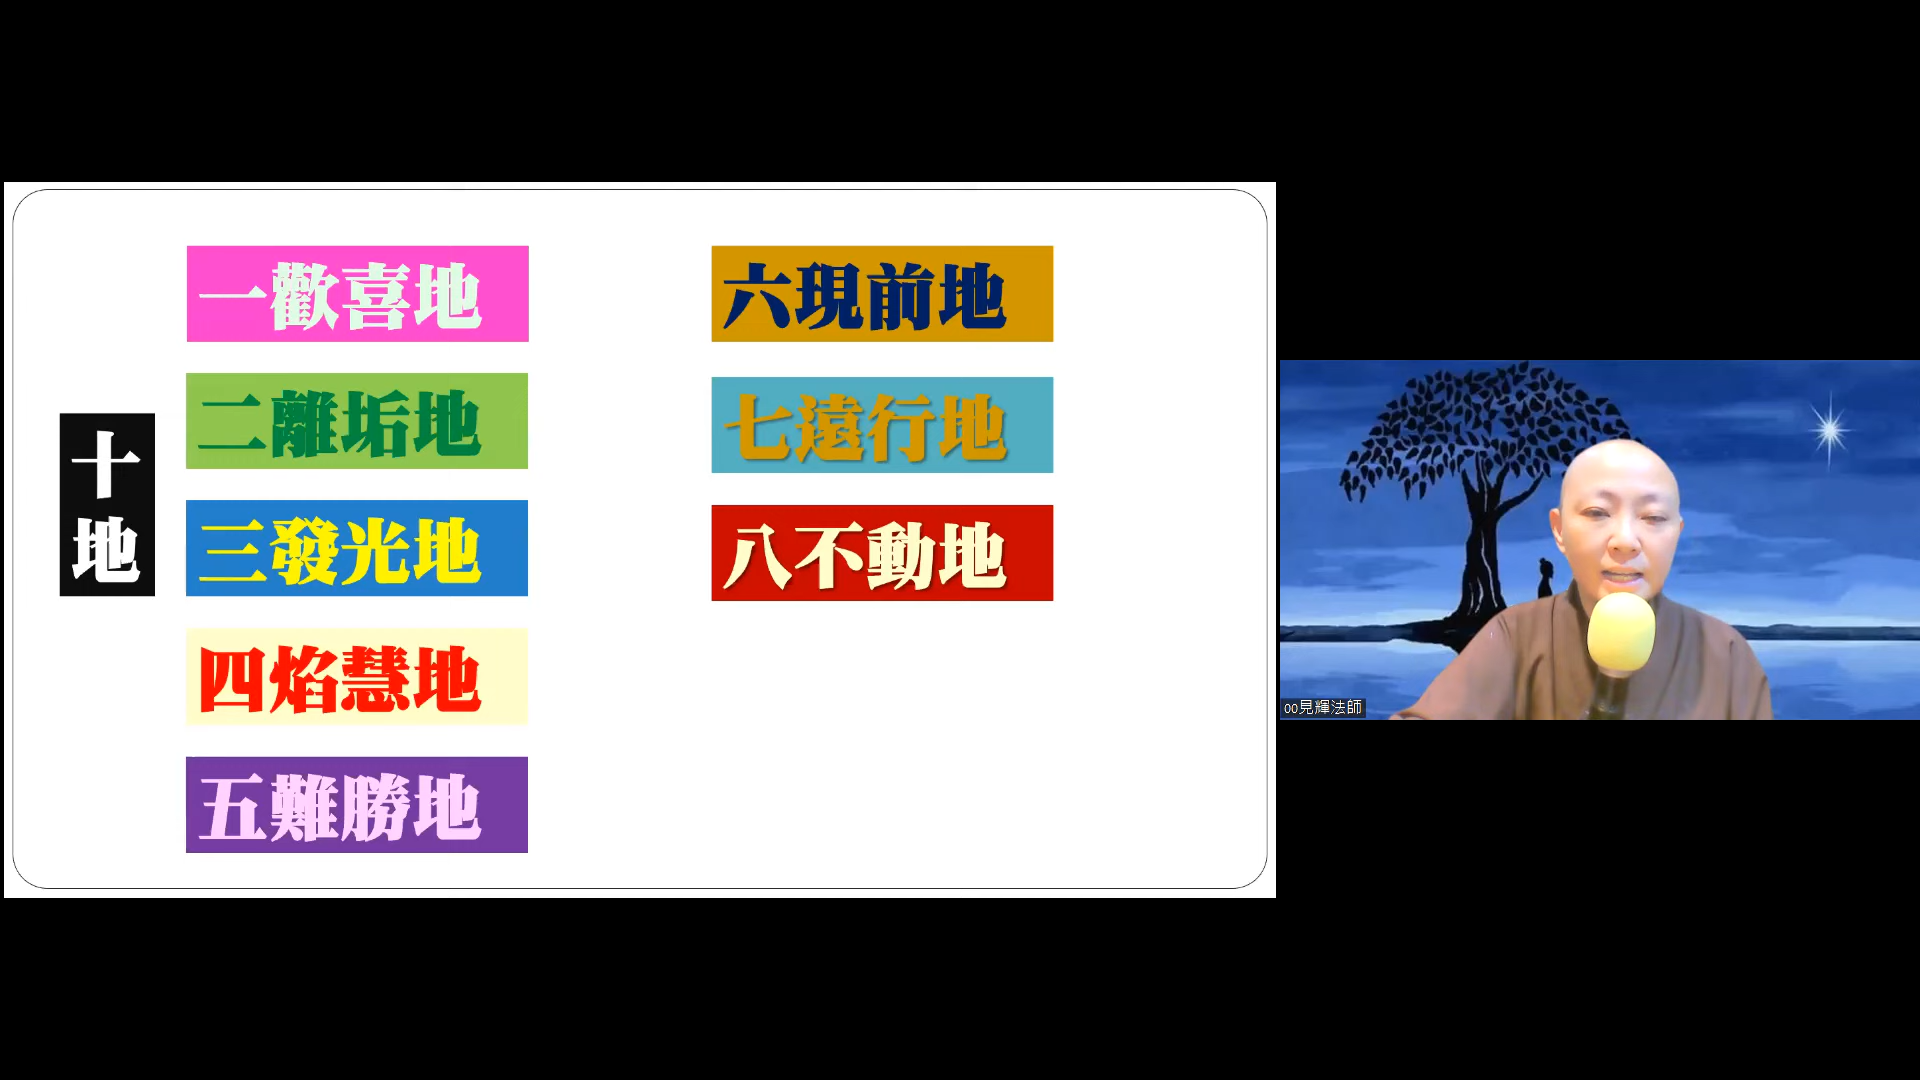 十地
一歡喜地
二離垢地
三發光地
四焰慧地
五難勝地
六現前地
七遠行地
八不動地
oo見輝法師